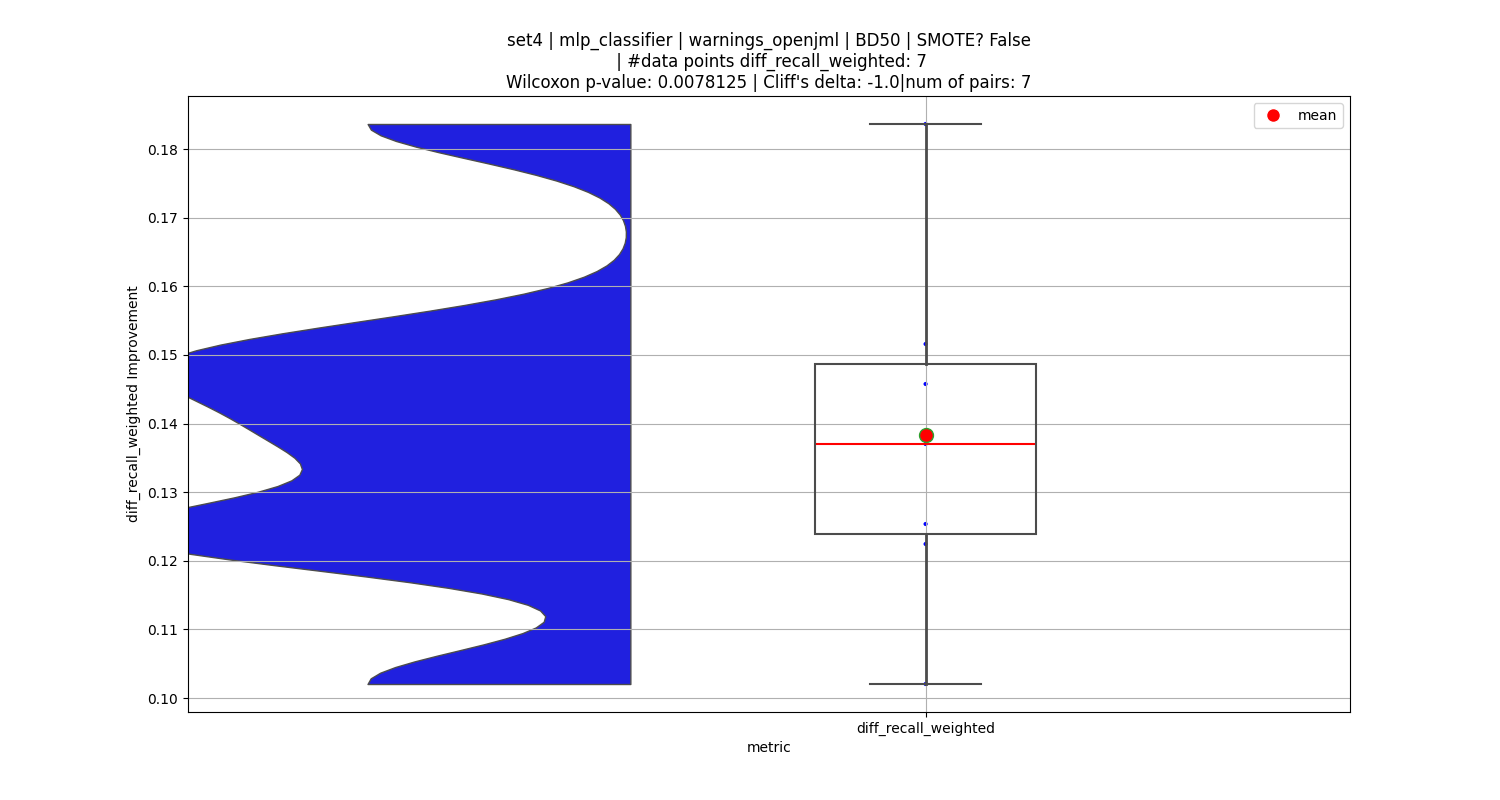 set4 | mlp_classifier | warnings_openjml | BD50 | SMOTE? False
| #data points diff_recall_weighted: 7
Wilcoxon p-value: 0.0078125 | Cliff's delta: -1.0|num of pairs: 7
mean
0.18
0.17
0.16
0.15
0.14
0.13
0.12
0.11
0.10
diff_recall_weighted Improvement
diff_recall_weighted
metric